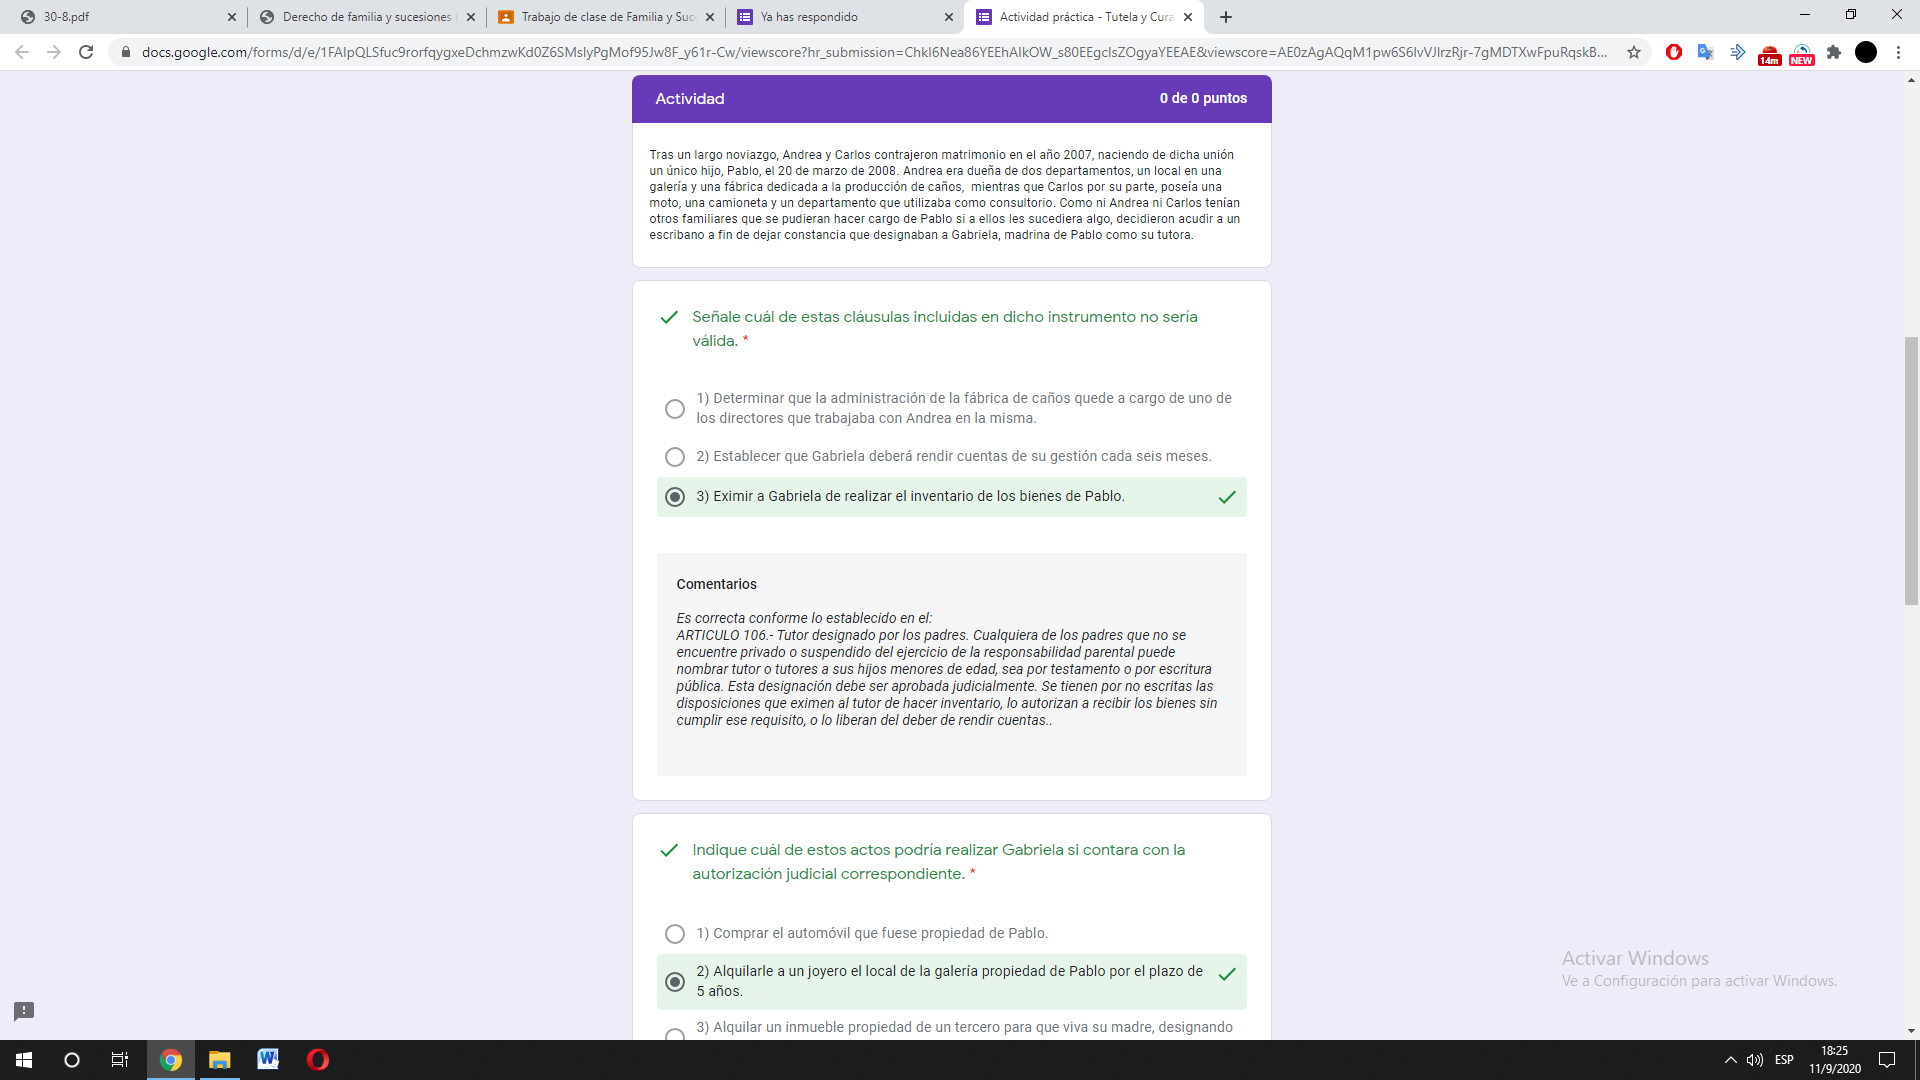 30-8.pdf
Derecho de familia y sucesiones
Trabajo de clase de Familia y Suc
Ya has respondido
Actividad práctica - Tutela y Cura
docs.google.com/forms/d/e/1FAIpQLSfuc9rorfqygxeDchmzwKd0Z6SMsIyPgMof95Jw8F_y61r-Cw/viewscore?hr_submission=ChkI6Nea86YEEhAIkOW_s80EEgcIsZOgyaYEEAE&viewscore=AE0zAgAQqM1pw6S6IvVJIrzRjr-7gMDTXwFpuRqskB...
14m
NEW
Actividad
0 de 0 puntos
Tras un largo noviazgo, Andrea y Carlos contrajeron matrimonio en el año 2007, naciendo de dicha unión
un único hijo, Pablo, el 20 de marzo de 2008. Andrea era dueña de dos departamentos, un local en una
galería y una fábrica dedicada a la producción de caños, mientras que Carlos por su parte, poseía una
moto, una camioneta y un departamento que utilizaba como consultorio. Como ni Andrea ni Carlos tenían
otros familiares que se pudieran hacer cargo de Pablo si a ellos les sucediera algo, decidieron acudir a un
escribano a fin de dejar constancia que designaban a Gabriela, madrina de Pablo como su tutora.
Señale cuál de estas cláusulas incluidas en dicho instrumento no sería
válida. *
1) Determinar que la administración de la fábrica de caños quede a cargo de uno de
los directores que trabajaba con Andrea en la misma.
2) Establecer que Gabriela deberá rendir cuentas de su gestión cada seis meses.
3) Eximir a Gabriela de realizar el inventario de los bienes de Pablo.
Comentarios
Es correcta conforme lo establecido en el:
ARTICULO 106.- Tutor designado por los padres. Cualquiera de los padres que no se
encuentre privado o suspendido del ejercicio de la responsabilidad parental puede
nombrar tutor o tutores a sus hijos menores de edad, sea por testamento o por escritura
pública. Esta designación debe ser aprobada judicialmente. Se tienen por no escritas las
disposiciones que eximen al tutor de hacer inventario, lo autorizan a recibir los bienes sin
cumplir ese requisito, o lo liberan del deber de rendir cuentas..
Indique cuál de estos actos podría realizar Gabriela si contara con la
autorización judicial correspondiente. *
1) Comprar el automóvil que fuese propiedad de Pablo.
2) Alquilarle a un joyero el local de la galería propiedad de Pablo por el plazo de
5 años.
3) Alquilar un inmueble propiedad de un tercero para que viva su madre, designando
Activar Windows
Ve a Configuración para activar Windows.
ESP
18:25
11/9/2020